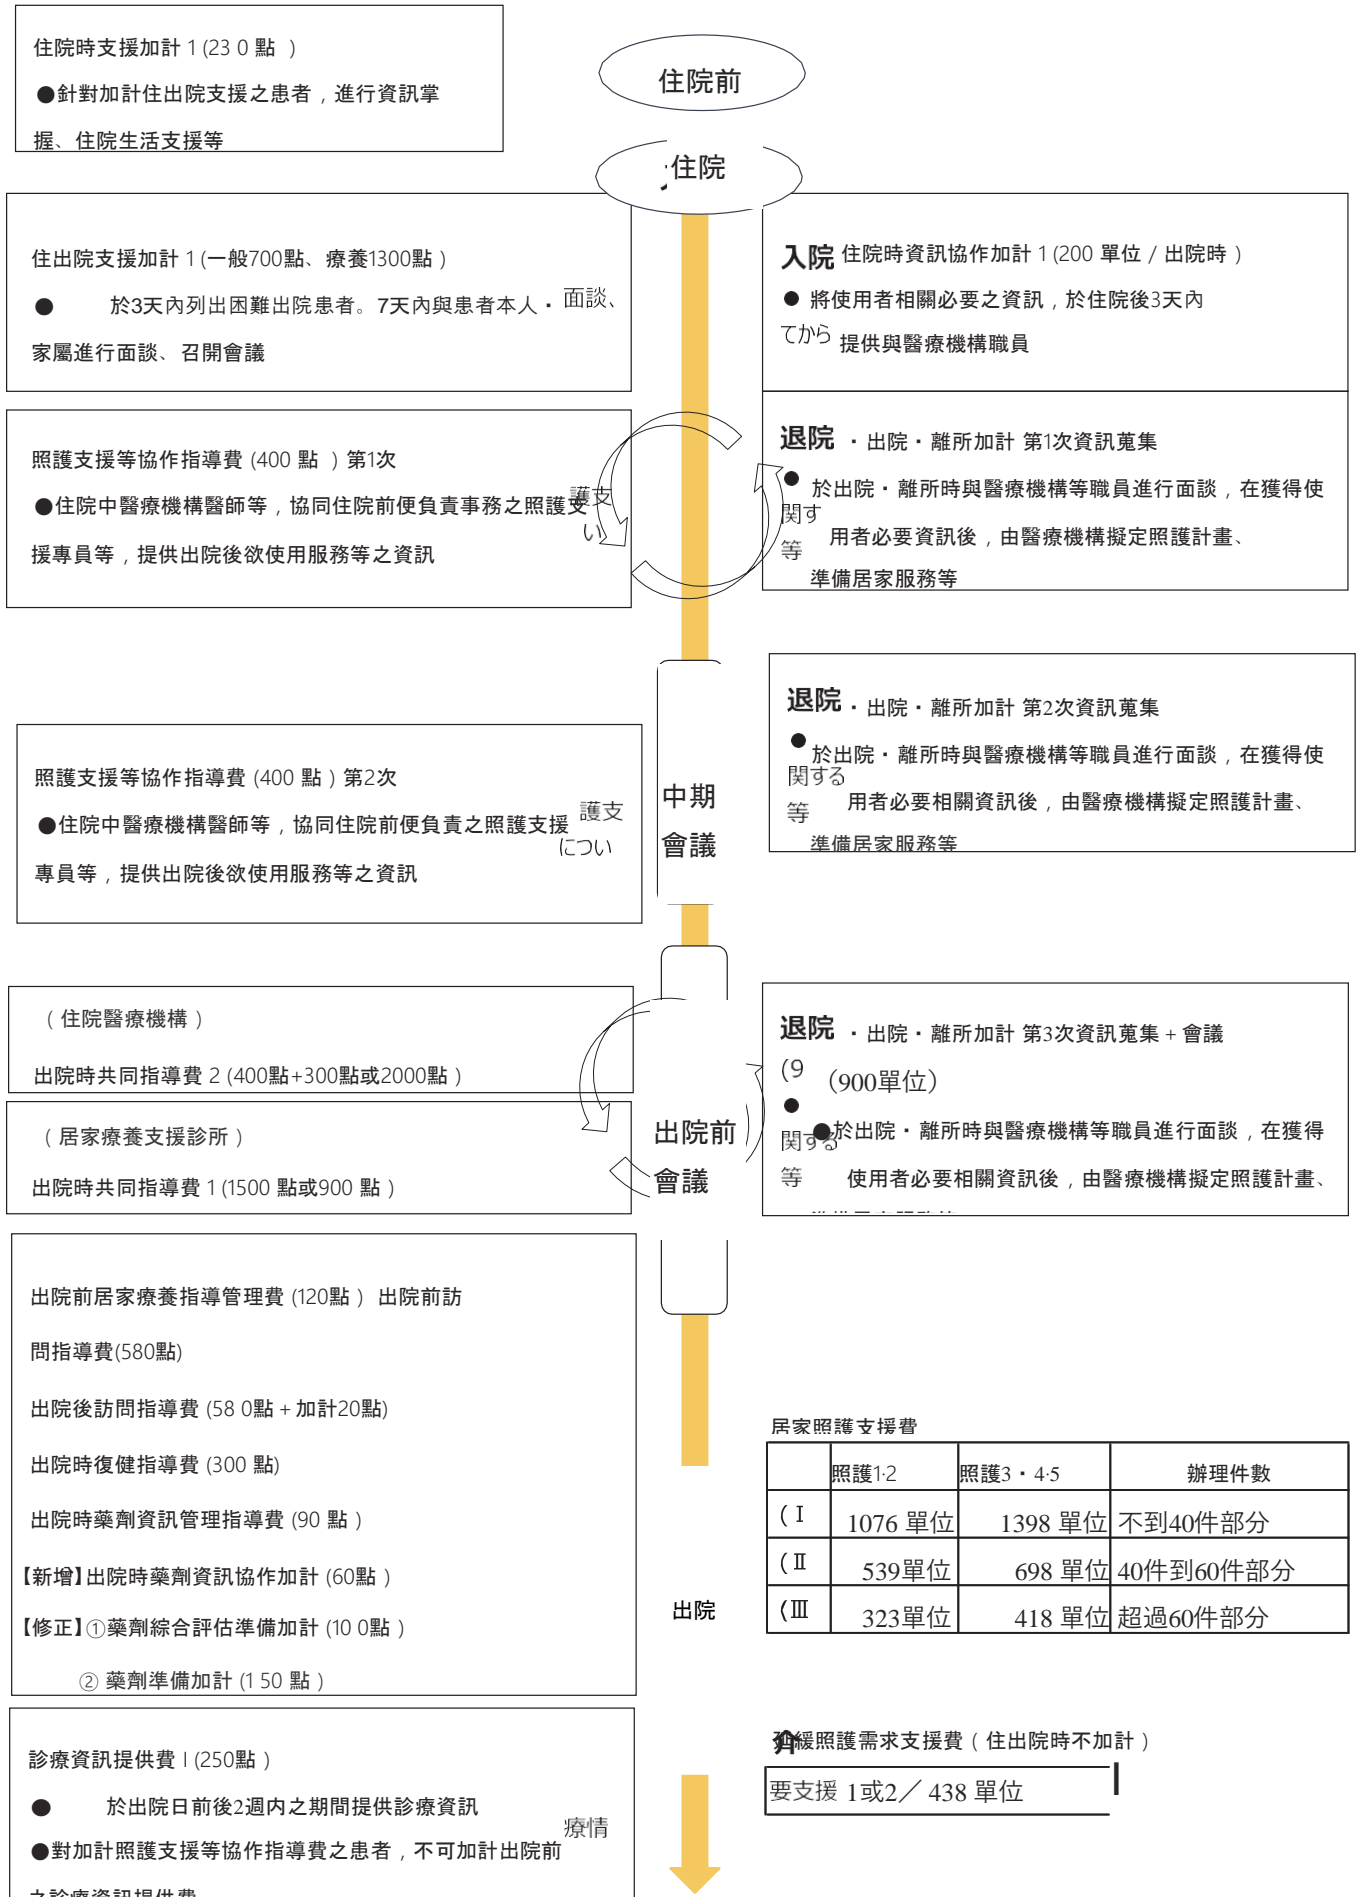 住院時支援加計 1 (23 0 點 )
●針對加計住出院支援之患者，進行資訊掌
握、住院生活支援等
住院前
住院
住出院支援加計 1 (一般700點、療養1300點 )
● 於3天內列出困難出院患者。7天內與患者本人・ 面談、
家屬進行面談、召開會議
入院 住院時資訊協作加計 1 (200 單位 / 出院時 )
● 將使用者相關必要之資訊，於住院後3天內
てから 提供與醫療機構職員
照護支援等協作指導費 (400 點 ) 第1次
●住院中醫療機構醫師等，協同住院前便負責事務之照護支 護支
い
援專員等，提供出院後欲使用服務等之資訊
退院 ・出院・離所加計 第1次資訊蒐集
● 於出院・離所時與醫療機構等職員進行面談，在獲得使
関す
等 用者必要資訊後，由醫療機構擬定照護計畫、
準備居家服務等
退院 ・出院・離所加計 第2次資訊蒐集
● 於出院・離所時與醫療機構等職員進行面談，在獲得使
関する
等 用者必要相關資訊後，由醫療機構擬定照護計畫、
準備居家服務等
照護支援等協作指導費 (400 點 ) 第2次
●住院中醫療機構醫師等，協同住院前便負責之照護支援 護支
につい
專員等，提供出院後欲使用服務等之資訊
中期
會議
( 住院醫療機構 )
出院時共同指導費 2 (400點+300點或2000點 )
( 居家療養支援診所 )
出院時共同指導費 1 (1500 點或900 點 )
出院前
會議
退院 ・出院・離所加計 第3次資訊蒐集 + 會議
(9 （900單位）
●
●於出院・離所時與醫療機構等職員進行面談，在獲得
関する
等 使用者必要相關資訊後，由醫療機構擬定照護計畫、
出院前居家療養指導管理費 (120點 ) 出院前訪
問指導費(580點)
出院後訪問指導費 (58 0點 + 加計20點)
出院時復健指導費 (300 點)
出院時藥劑資訊管理指導費 (90 點 )
【新增】出院時藥劑資訊協作加計 (60點 )
【修正】①藥劑綜合評估準備加計 (10 0點 )
② 藥劑準備加計 (1 50 點 )
居家照護支援費
照護1·2 照護3・4·5 辦理件數
(Ⅰ 1076 單位 1398 單位 不到40件部分
(Ⅱ 539單位 698 單位 40件到60件部分
(Ⅲ 323單位 418 單位 超過60件部分
出院
診療資訊提供費 I (250點 )
● 於出院日前後2週內之期間提供診療資訊
療情
●對加計照護支援等協作指導費之患者，不可加計出院前
之診療資訊提供費
緩照護需求支援費 ( 住出院時不加計 )
要支援 1或2／ 438 單位